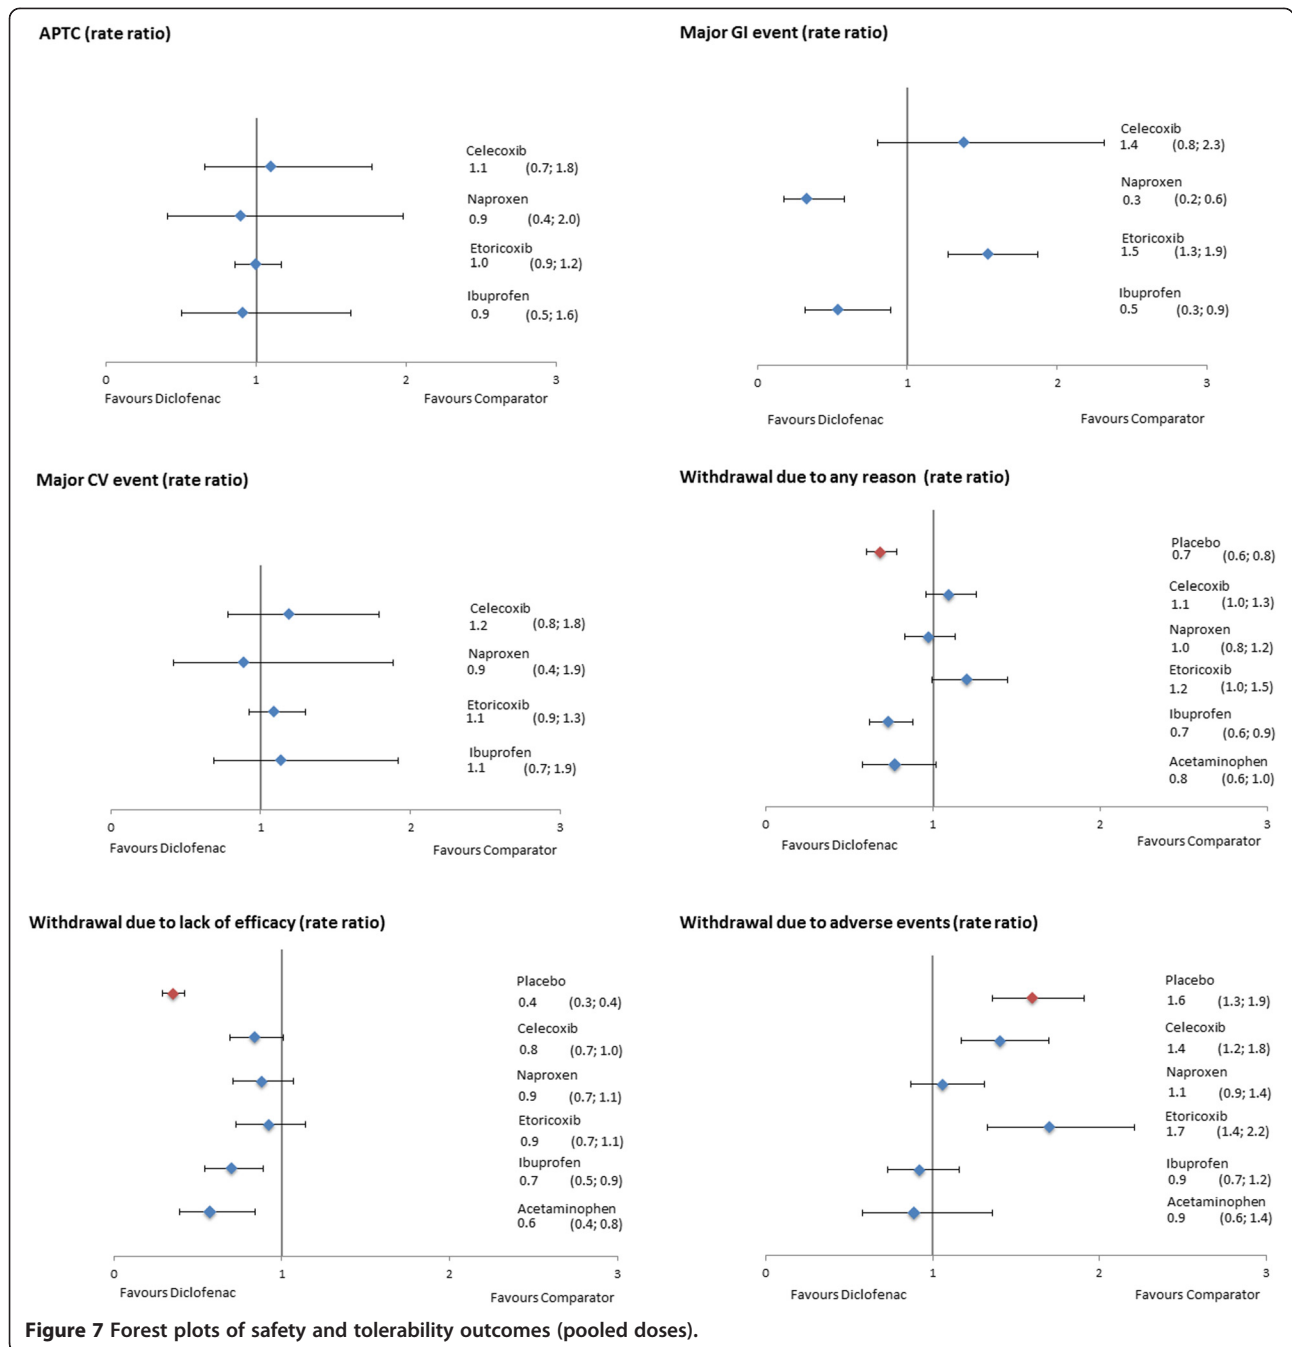 APTC (rate ratio)
Celecoxib
1.1 (0.7; 1.8)
Naproxen
0.9 (0.4; 2.0)
Etoricoxib
1.0 (0.9; 1.2)
Ibuprofen
0.9 (0.5; 1.6)
0 1 2 3
Favours Diclofenac Favours Comparator
Major GI event (rate ratio)
Celecoxib
1.4 (0.8; 2.3)
Naproxen
0.3 (0.2; 0.6)
Etoricoxib
1.5 (1.3; 1.9)
Ibuprofen
0.5 (0.3; 0.9)
0 1 2 3
Favours Diclofenac Favours Comparator
Major CV event (rate ratio)
Celecoxib
1.2 (0.8; 1.8)
Naproxen
0.9 (0.4; 1.9)
Etoricoxib
1.1 (0.9; 1.3)
Ibuprofen
1.1 (0.7; 1.9)
0 1 2 3
Favours Diclofenac Favours Comparator
Withdrawal due to any reason (rate ratio)
Placebo
0.7 (0.6; 0.8)
Celecoxib
1.1 (1.0; 1.3)
Naproxen
1.0 (0.8; 1.2)
Etoricoxib
1.2 (1.0; 1.5)
Ibuprofen
0.7 (0.6; 0.9)
Acetaminophen
0.8 (0.6; 1.0)
0 1 2 3
Favours Diclofenac Favours Comparator
Withdrawal due to lack of efficacy (rate ratio)
Placebo
0.4 (0.3; 0.4)
Celecoxib
0.8 (0.7; 1.0)
Naproxen
0.9 (0.7; 1.1)
Etoricoxib
0.9 (0.7; 1.1)
Ibuprofen
0.7 (0.5; 0.9)
Acetaminophen
0.6 (0.4; 0.8)
0 1 2 3
Favours Diclofenac Favours Comparator
Withdrawal due to adverse events (rate ratio)
Placebo
1.6 (1.3; 1.9)
Celecoxib
1.4 (1.2; 1.8)
Naproxen
1.1 (0.9; 1.4)
Etoricoxib
1.7 (1.4; 2.2)
Ibuprofen
0.9 (0.7; 1.2)
Acetaminophen
0.9 (0.6; 1.4)
0 1 2 3
Favours Diclofenac Favours Comparator
Figure 7 Forest plots of safety and tolerability outcomes (pooled doses).